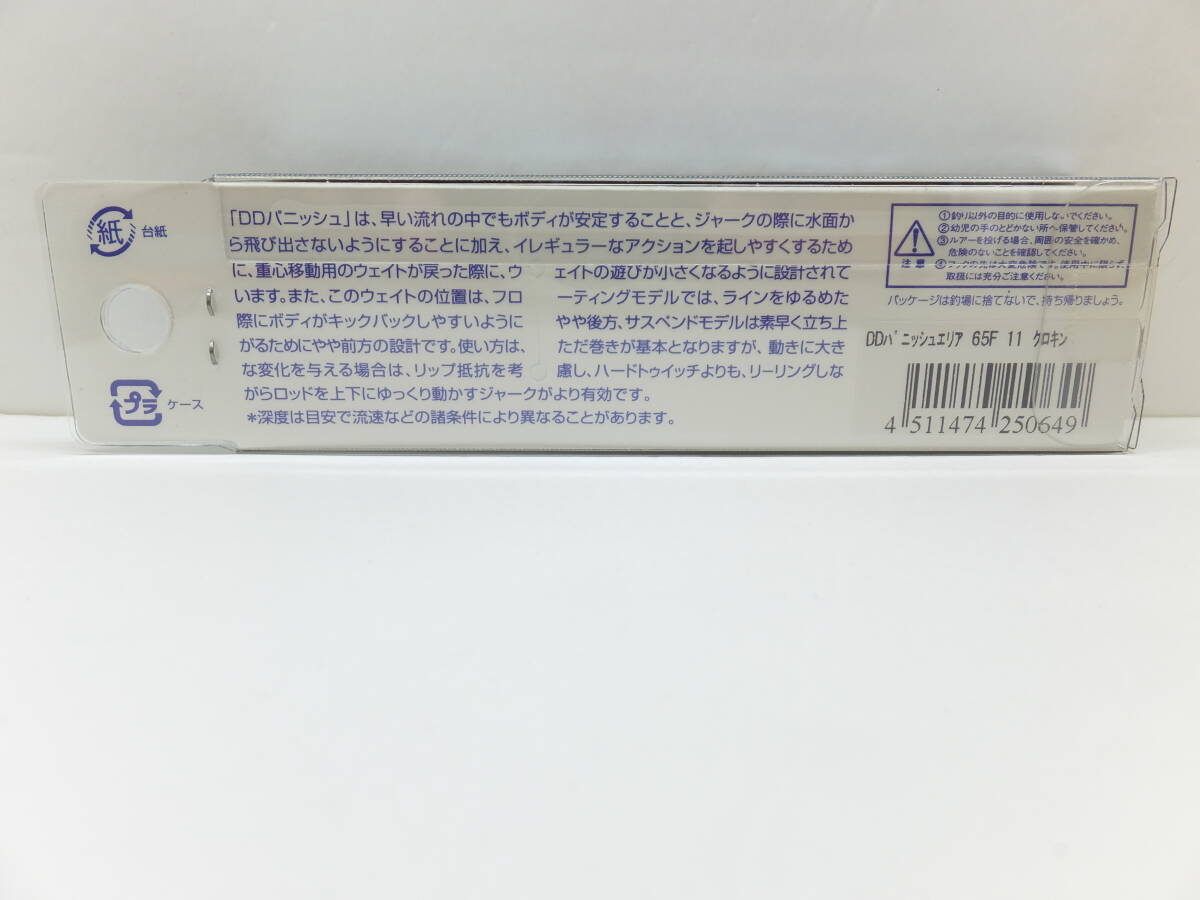 紙 台紙
「DDパニッシュ」は、早い流れの中でもボディが安定することと、ジャークの際に水面か
ら飛び出さないようにすることに加え、イレギュラーなアクションを起しやすくするため
に、重心移動用のウェイトが戻った際に、ウェイトの遊びが小さくなるように設計されて
います。また、このウェイトの位置は、フローティングモデルでは、ラインをゆるめた
際にボディがキックバックしやすいようにやや後方、サスペンドモデルは素早く立ち上
がるためにやや前方の設計です。使い方は、ただ巻きが基本となりますが、動きに大き
な変化を与える場合は、リップ抵抗を考慮し、ハードトゥイッチよりも、リーリングしな
がらロッドを上下にゆっくり動かすジャークがより有効です。
*深度は目安で流速などの諸条件により異なることがあります。
プラ ケース
注意
①釣り以外の目的に使用しないでください。
②幼児の手のとどかない所へ保管してください。
③ルアーを投げる場合、周囲の安全を確かめ、
危険のないことを確認してください。
④フックの先は大変危険です。使用中に限らず、
取扱には充分ご注意ください。
パッケージは釣場に捨てないで、持ち帰りましょう。
DDパニッシュエリア 65F 11 クロキン
4 511474 250649